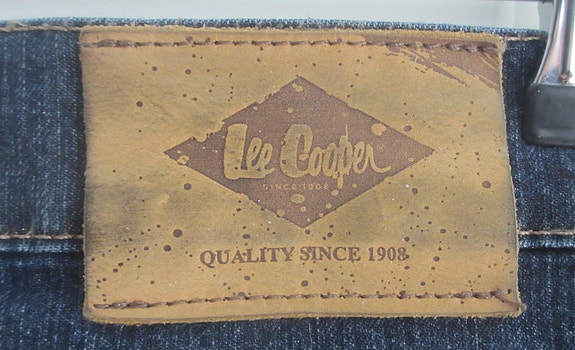 Lee Cooper
SINCE 1908
QUALITY SINCE 1908